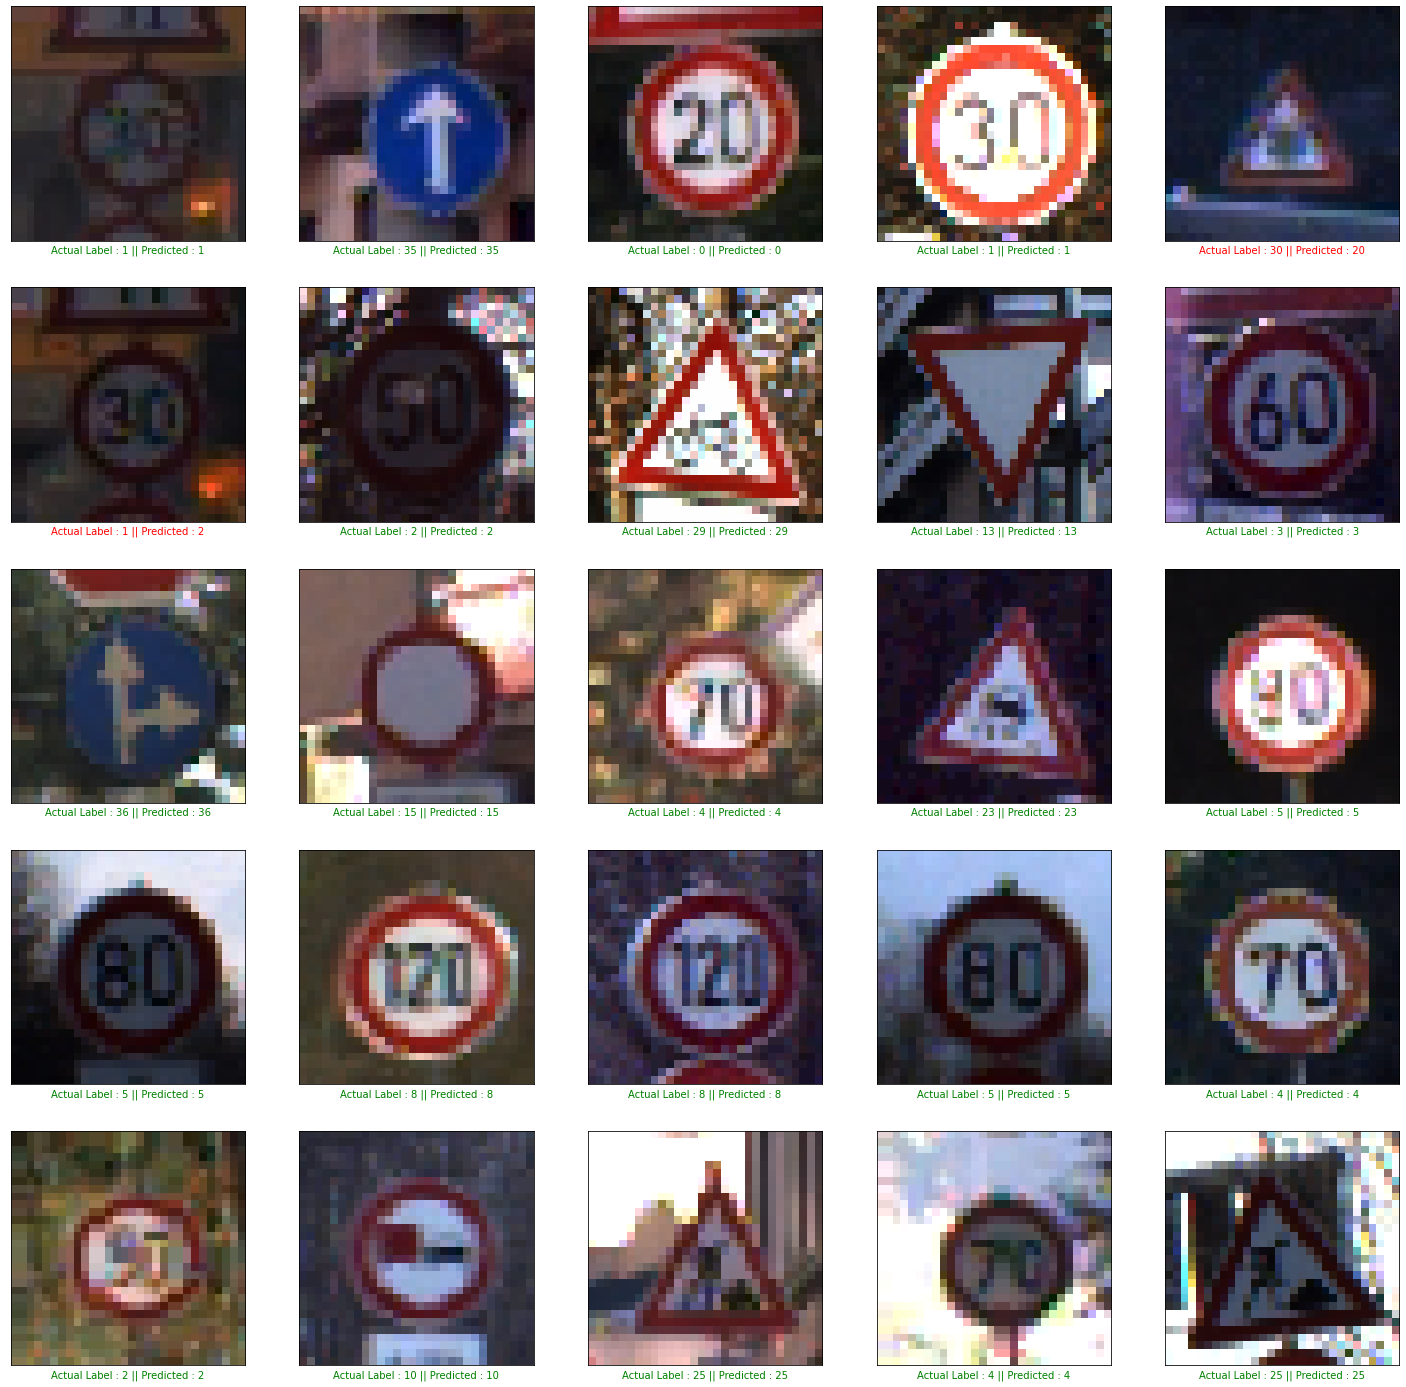 Actual Label : 1 || Predicted : 1
Actual Label : 35 || Predicted : 35
20
Actual Label : 0 || Predicted : 0
30
Actual Label : 1 || Predicted : 1
Actual Label : 30 || Predicted : 20
30
Actual Label : 1 || Predicted : 2
50
Actual Label : 2 || Predicted : 2
Actual Label : 29 || Predicted : 29
Actual Label : 13 || Predicted : 13
60
Actual Label : 3 || Predicted : 3
Actual Label : 36 || Predicted : 36
Actual Label : 15 || Predicted : 15
70
Actual Label : 4 || Predicted : 4
Actual Label : 23 || Predicted : 23
80
Actual Label : 5 || Predicted : 5
80
Actual Label : 5 || Predicted : 5
120
Actual Label : 8 || Predicted : 8
120
Actual Label : 8 || Predicted : 8
80
Actual Label : 5 || Predicted : 5
70
Actual Label : 4 || Predicted : 4
Actual Label : 2 || Predicted : 2
Actual Label : 10 || Predicted : 10
Actual Label : 25 || Predicted : 25
70
Actual Label : 4 || Predicted : 4
Actual Label : 25 || Predicted : 25